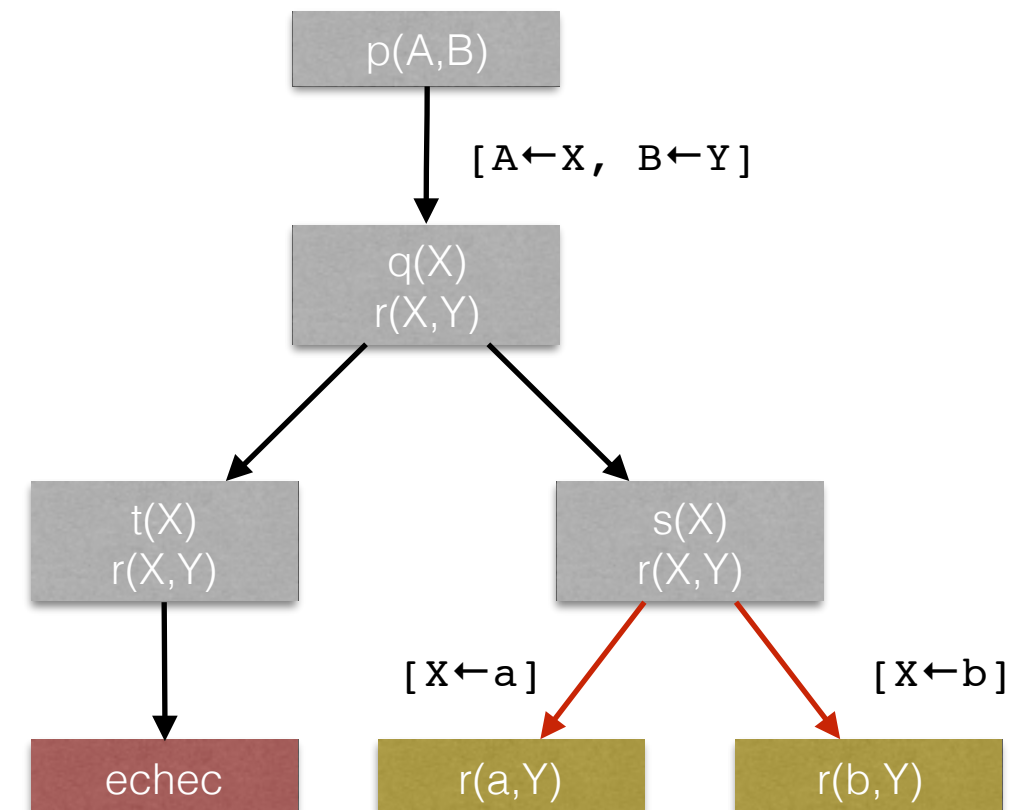 p(A,B)
[A←X, B←Y]
q(X)
r(X,Y)
t(X)
r(X,Y)
s(X)
r(X,Y)
[X←a]
[X←b]
echec
r(a,Y)
r(b,Y)